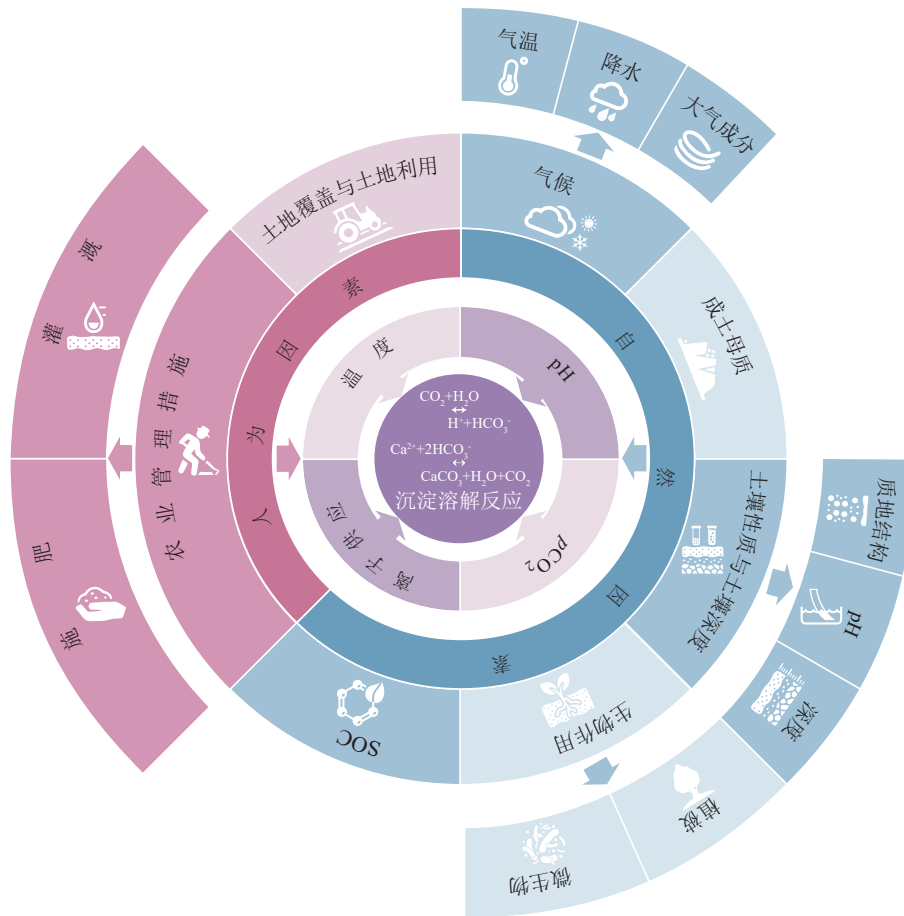 气温
降水
大气成分
土地覆盖与土地利用
气候
成土母质
土壤性质与土壤深度
质地结构
pH
深度
生物作用
植被
微生物
SOC
农业管理措施
灌溉
施肥
人为因素
自然因素
温度
pH
pCO₂
离子供应
CO₂+H₂O
↔
H⁺+HCO₃⁻
Ca²⁺+2HCO₃⁻
↔
CaCO₃+H₂O+CO₂
沉淀溶解反应